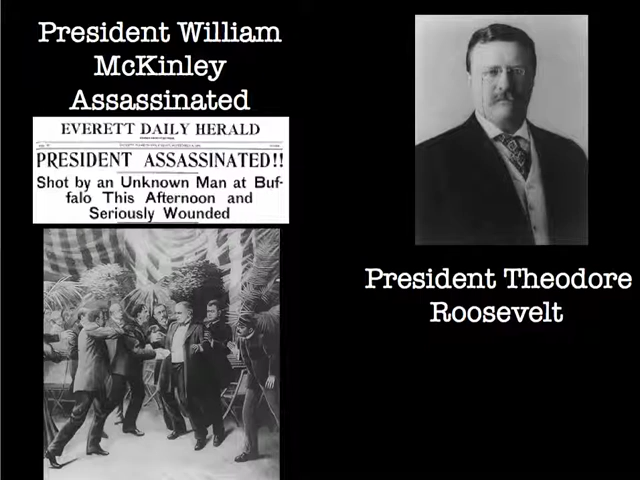 President William
McKinley
Assassinated
EVERETT DAILY HERALD
PRESIDENT ASSASSINATED!!
Shot by an Unknown Man at Buf-
falo This Afternoon and
Seriously Wounded
President Theodore
Roosevelt